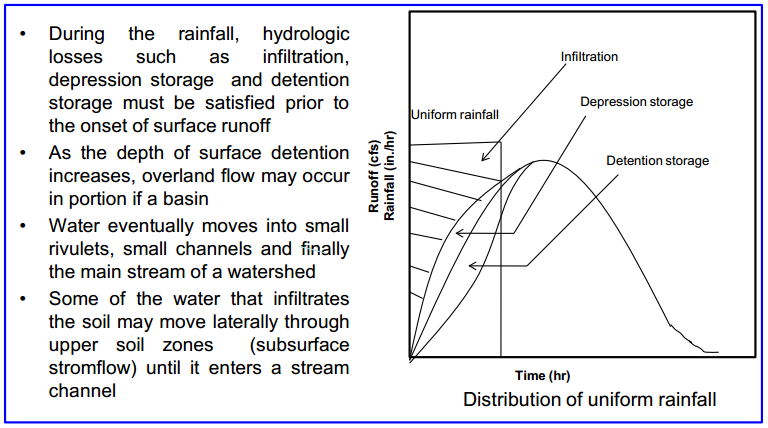 • During the rainfall, hydrologic
losses such as infiltration,
depression storage and detention
storage must be satisfied prior to
the onset of surface runoff
• As the depth of surface detention
increases, overland flow may occur
in portion if a basin
• Water eventually moves into small
rivulets, small channels and finally
the main stream of a watershed
• Some of the water that infiltrates
the soil may move laterally through
upper soil zones (subsurface
stromflow) until it enters a stream
channel
Infiltration
Depression storage
Uniform rainfall
Detention storage
Runoff (cfs)
Rainfall (in./hr)
Time (hr)
Distribution of uniform rainfall